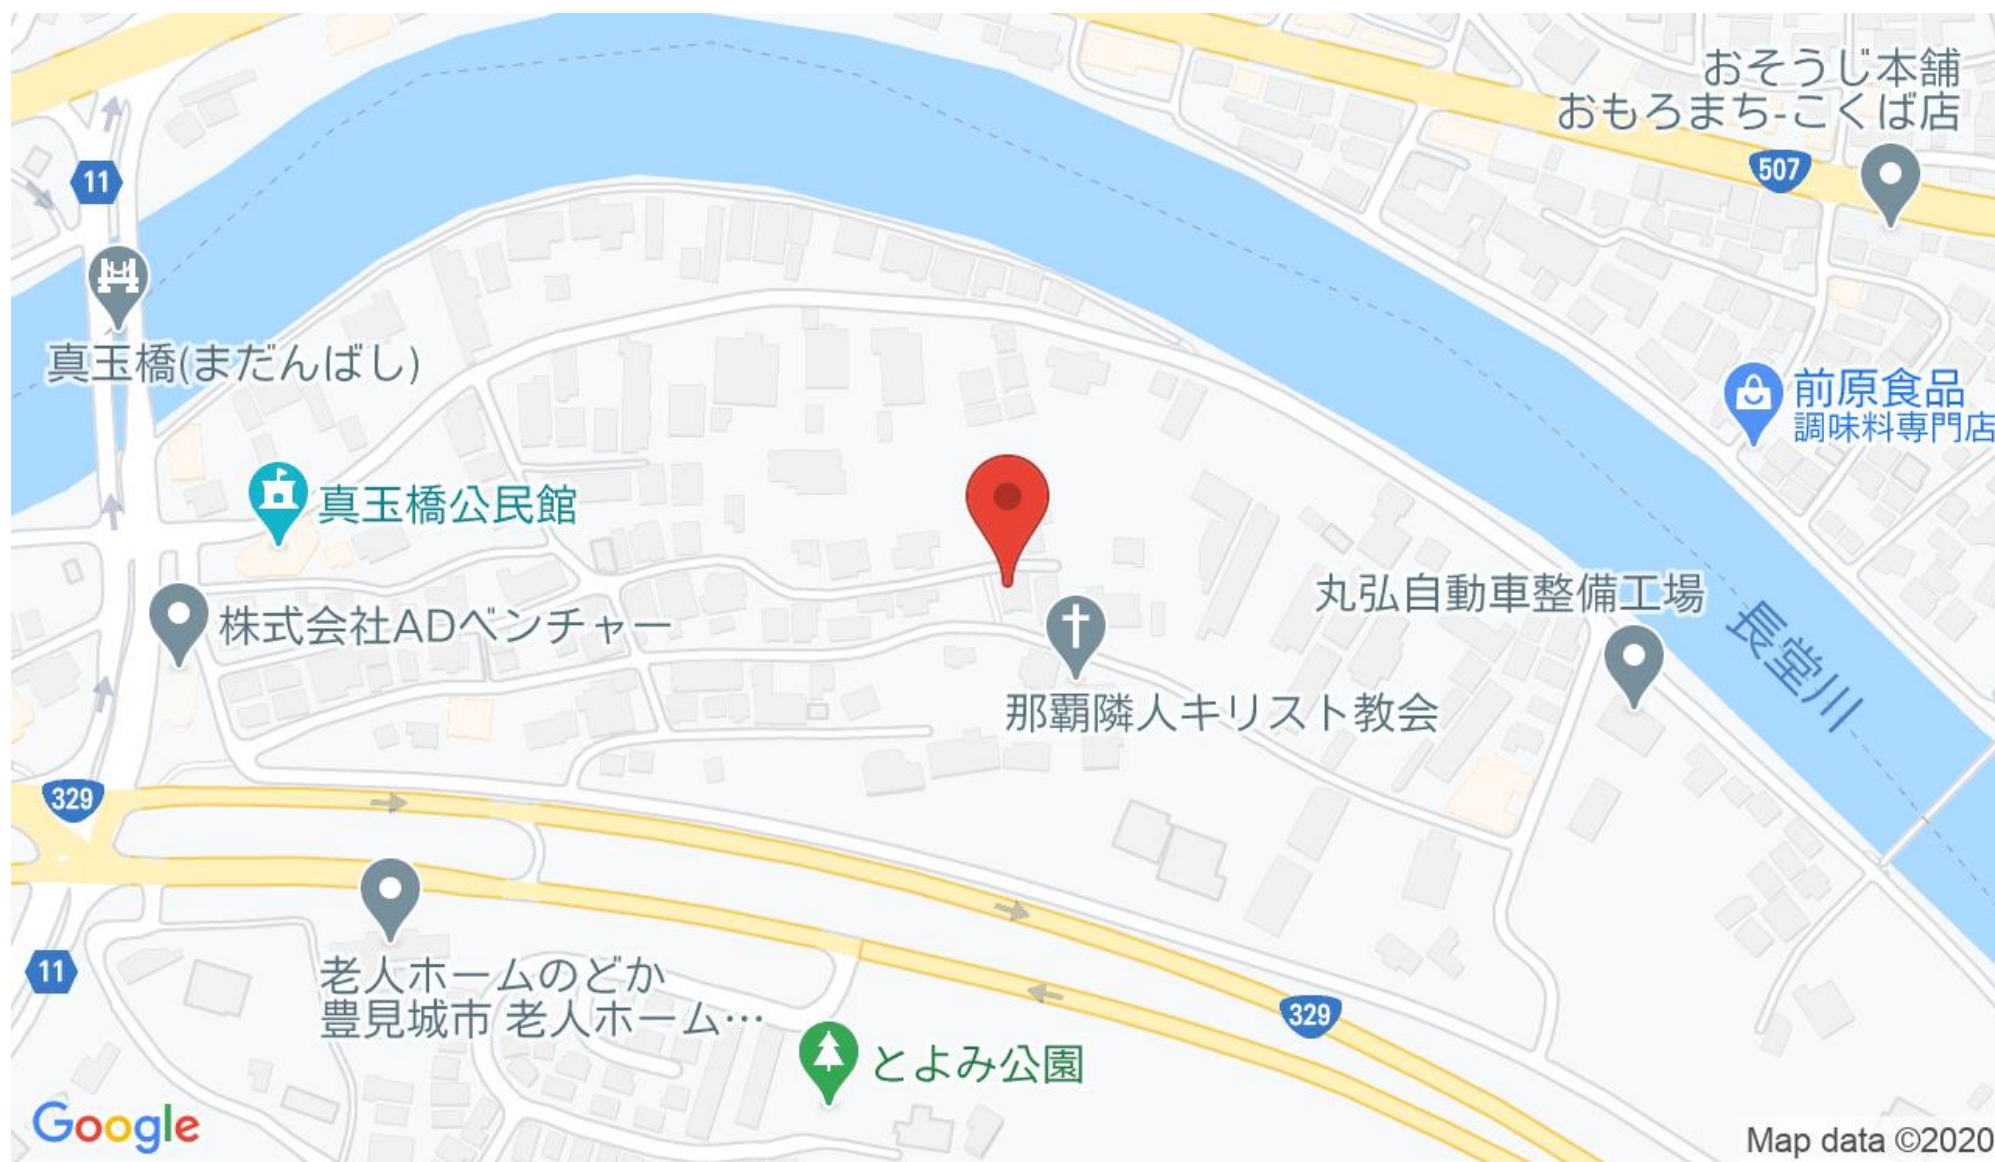 おそうじ本舗
おもろまち-こくば店
507
11
真玉橋(まだんばし)
前原食品
調味料専門店
真玉橋公民館
株式会社ADベンチャー
丸弘自動車整備工場
長堂川
那覇隣人キリスト教会
329
11
老人ホームのどか
豊見城市 老人ホーム…
329
とよみ公園
Google
Map data ©2020